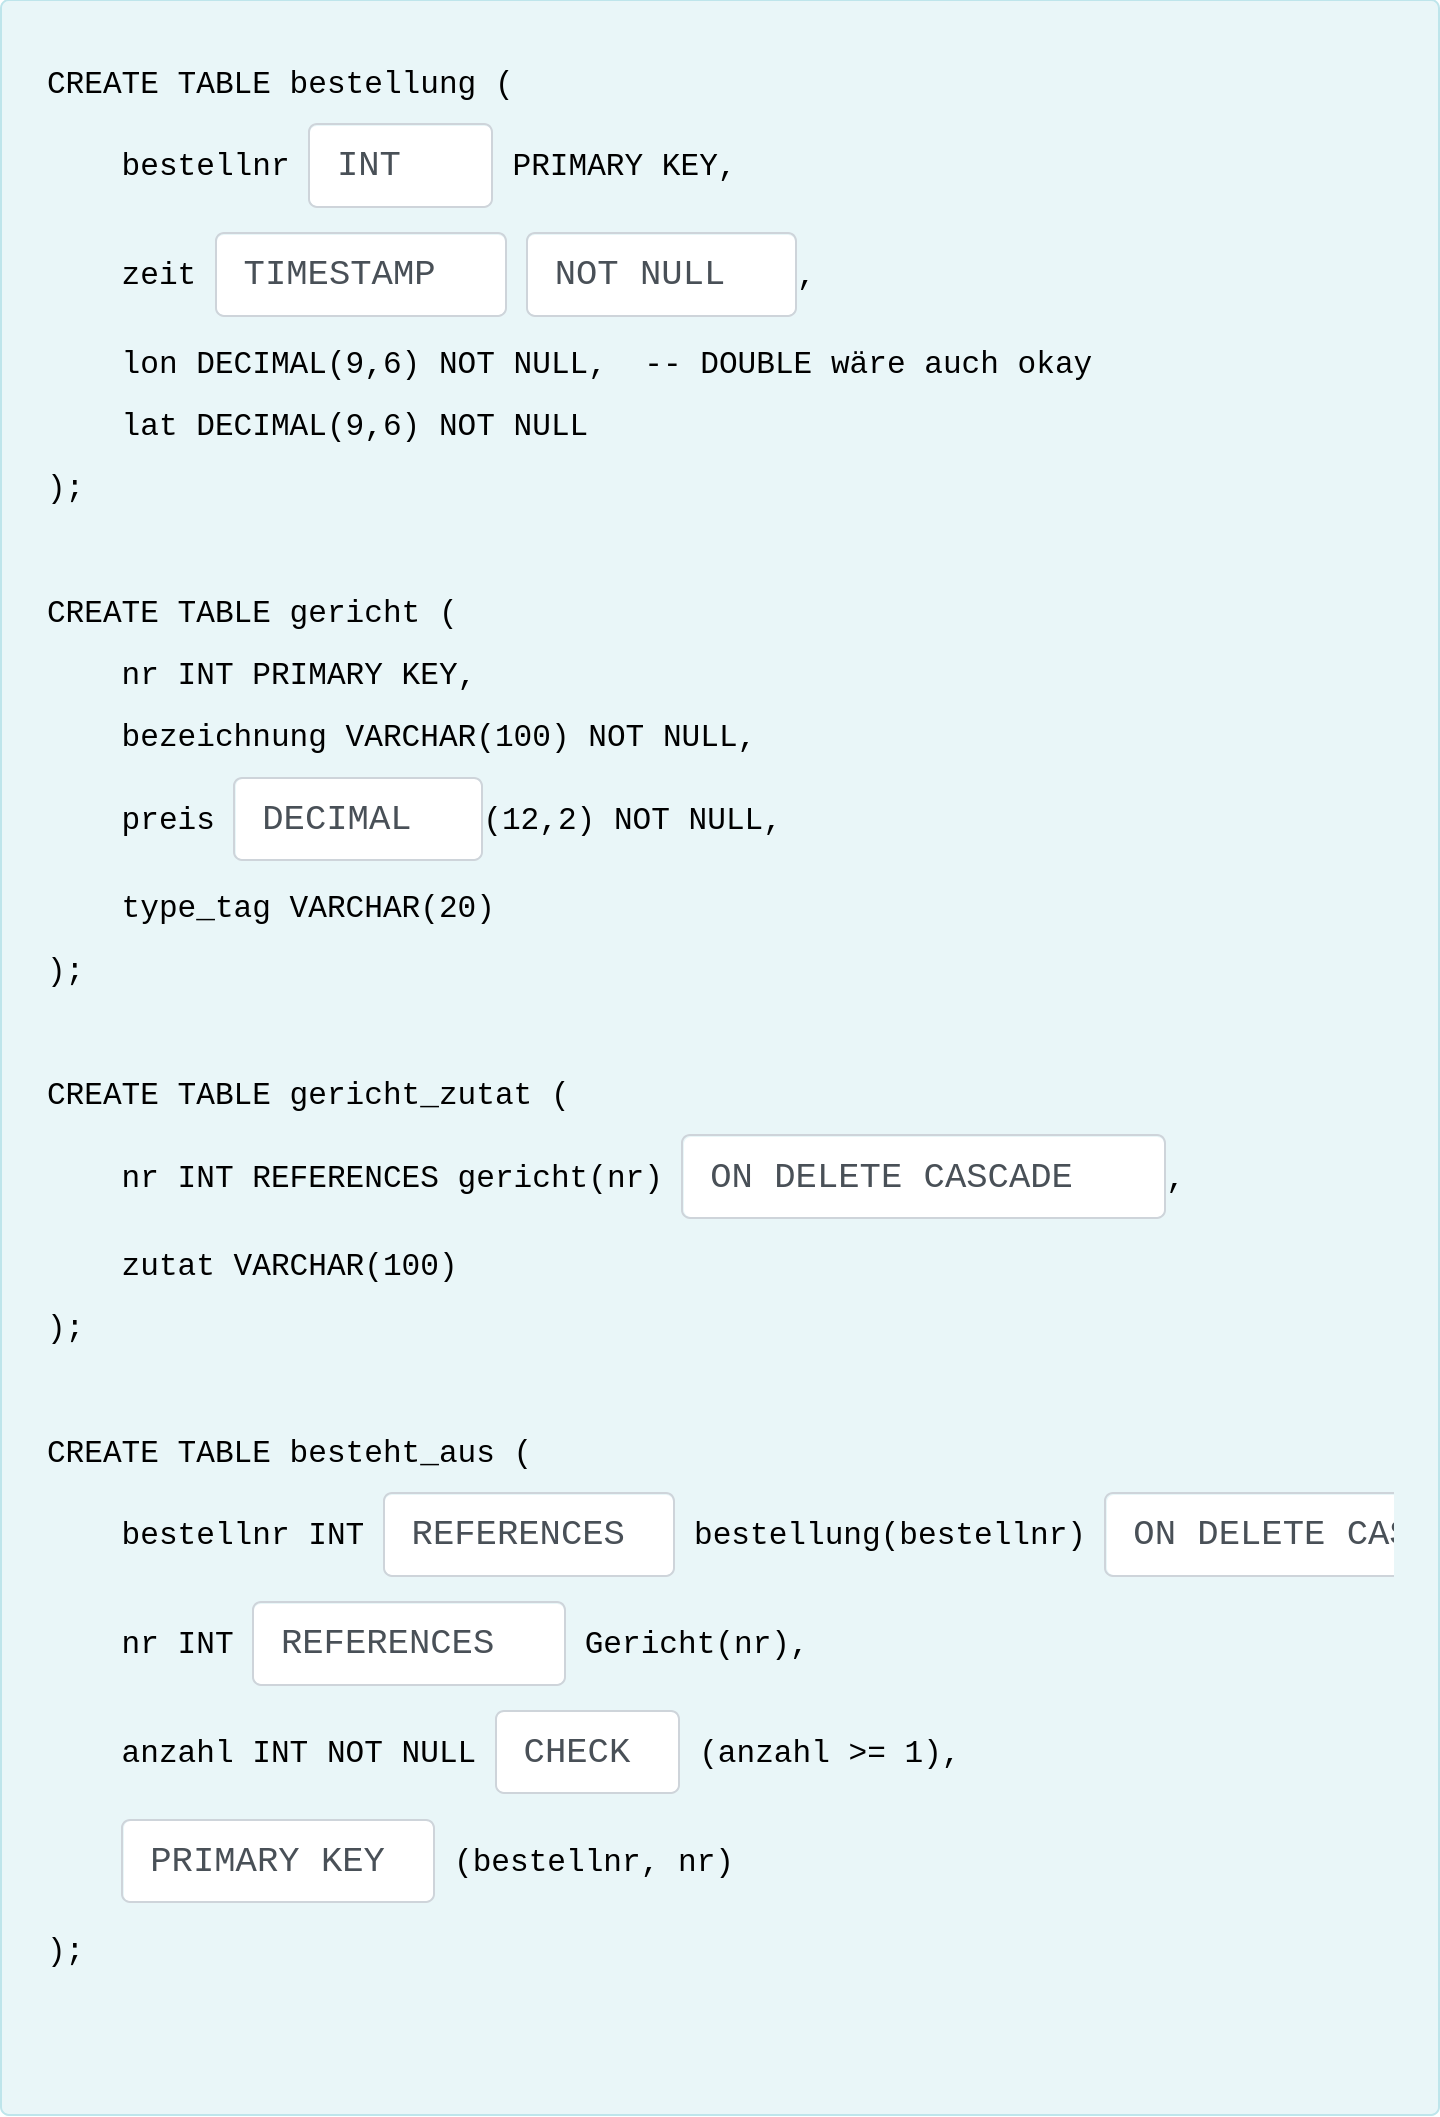 CREATE TABLE bestellung (
bestellnr INT PRIMARY KEY,
zeit TIMESTAMP NOT NULL,
lon DECIMAL(9,6) NOT NULL,  -- DOUBLE wäre auch okay
lat DECIMAL(9,6) NOT NULL
);
CREATE TABLE gericht (
nr INT PRIMARY KEY,
bezeichnung VARCHAR(100) NOT NULL,
preis DECIMAL(12,2) NOT NULL,
type_tag VARCHAR(20)
);
CREATE TABLE gericht_zutat (
nr INT REFERENCES gericht(nr) ON DELETE CASCADE,
zutat VARCHAR(100)
);
CREATE TABLE besteht_aus (
bestellnr INT REFERENCES bestellung(bestellnr) ON DELETE
nr INT REFERENCES Gericht(nr),
anzahl INT NOT NULL CHECK (anzahl >= 1),
PRIMARY KEY (bestellnr, nr)
);